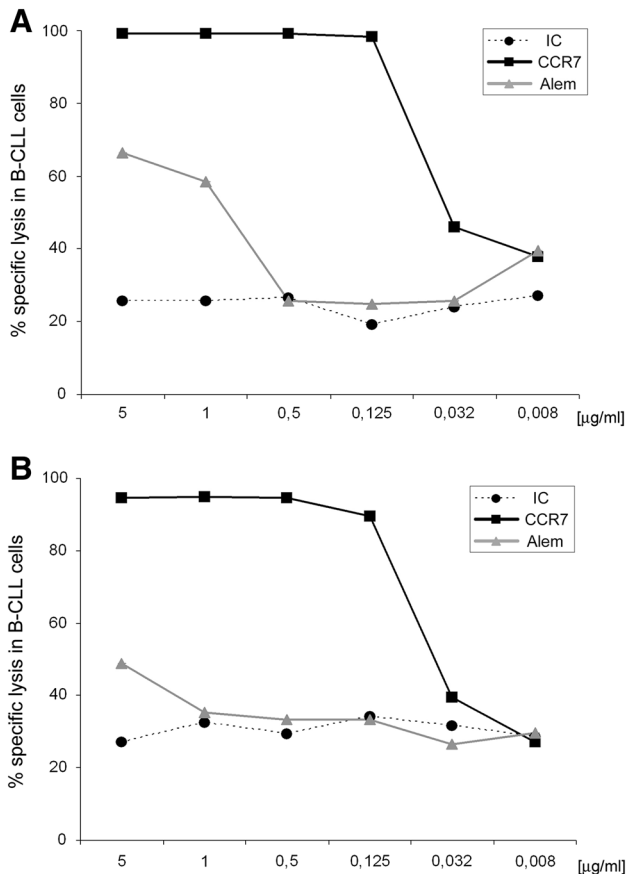 A
% specific lysis in B-CLL cells
100
80
60
40
20
0
IC
CCR7
Alem
5 1 0,5 0,125 0,032 0,008 [µg/ml]
B
% specific lysis in B-CLL cells
100
80
60
40
20
0
IC
CCR7
Alem
5 1 0,5 0,125 0,032 0,008 [µg/ml]